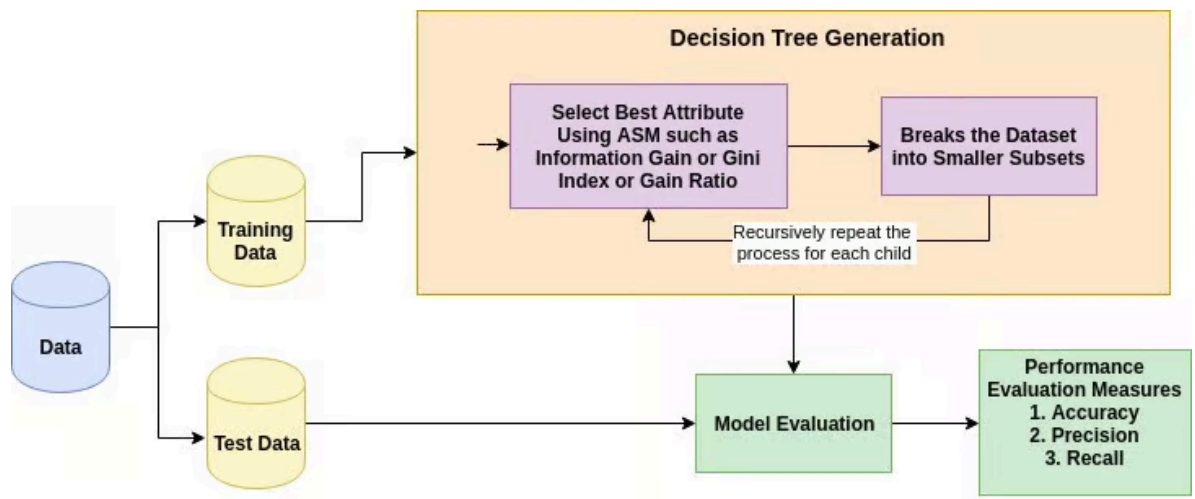 Decision Tree Generation
Select Best Attribute
Using ASM such as
Information Gain or Gini
Index or Gain Ratio
Breaks the Dataset
into Smaller Subsets
Recursively repeat the
process for each child
Training
Data
Data
Test Data
Model Evaluation
Performance
Evaluation Measures
1. Accuracy
2. Precision
3. Recall